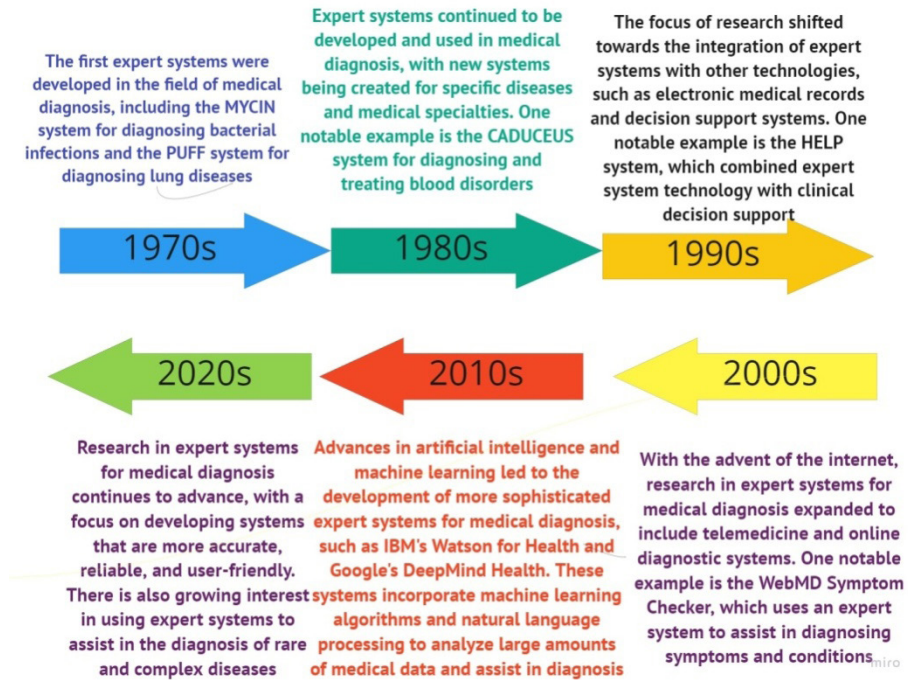 The first expert systems were
developed in the field of medical
diagnosis, including the MYCIN
system for diagnosing bacterial
infections and the PUFF system for
diagnosing lung diseases
Expert systems continued to be
developed and used in medical
diagnosis, with new systems
being created for specific diseases
and medical specialties. One
notable example is the CADUCEUS
system for diagnosing and
treating blood disorders
The focus of research shifted
towards the integration of expert
systems with other technologies,
such as electronic medical records
and decision support systems. One
notable example is the HELP
system, which combined expert
system technology with clinical
decision support
1970s
1980s
1990s
2020s
2010s
2000s
Research in expert systems
for medical diagnosis
continues to advance, with a
focus on developing systems
that are more accurate,
reliable, and user-friendly.
There is also growing interest
in using expert systems to
assist in the diagnosis of rare
and complex diseases
Advances in artificial intelligence and
machine learning led to the
development of more sophisticated
expert systems for medical diagnosis,
such as IBM's Watson for Health and
Google's DeepMind Health. These
systems incorporate machine learning
algorithms and natural language
processing to analyze large amounts
of medical data and assist in diagnosis
With the advent of the internet,
research in expert systems for
medical diagnosis expanded to
include telemedicine and online
diagnostic systems. One notable
example is the WebMD Symptom
Checker, which uses an expert
system to assist in diagnosing
symptoms and conditions
miro